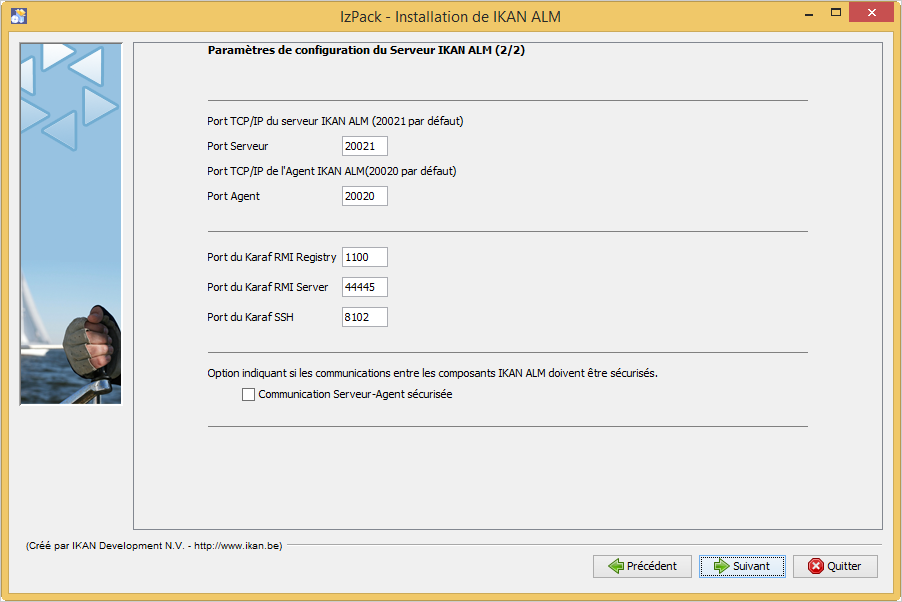 IzPack - Installation de IKAN ALM
Paramètres de configuration du Serveur IKAN ALM (2/2)
Port TCP/IP du serveur IKAN ALM (20021 par défaut)
Port Serveur 20021
Port TCP/IP de l'Agent IKAN ALM(20020 par défaut)
Port Agent 20020
Port du Karaf RMI Registry 1100
Port du Karaf RMI Server 44445
Port du Karaf SSH 8102
Option indiquant si les communications entre les composants IKAN ALM doivent être sécurisés.
Communication Serveur-Agent sécurisée
(Créé par IKAN Development N.V. - http://www.ikan.be)
Précédent Suivant Quitter